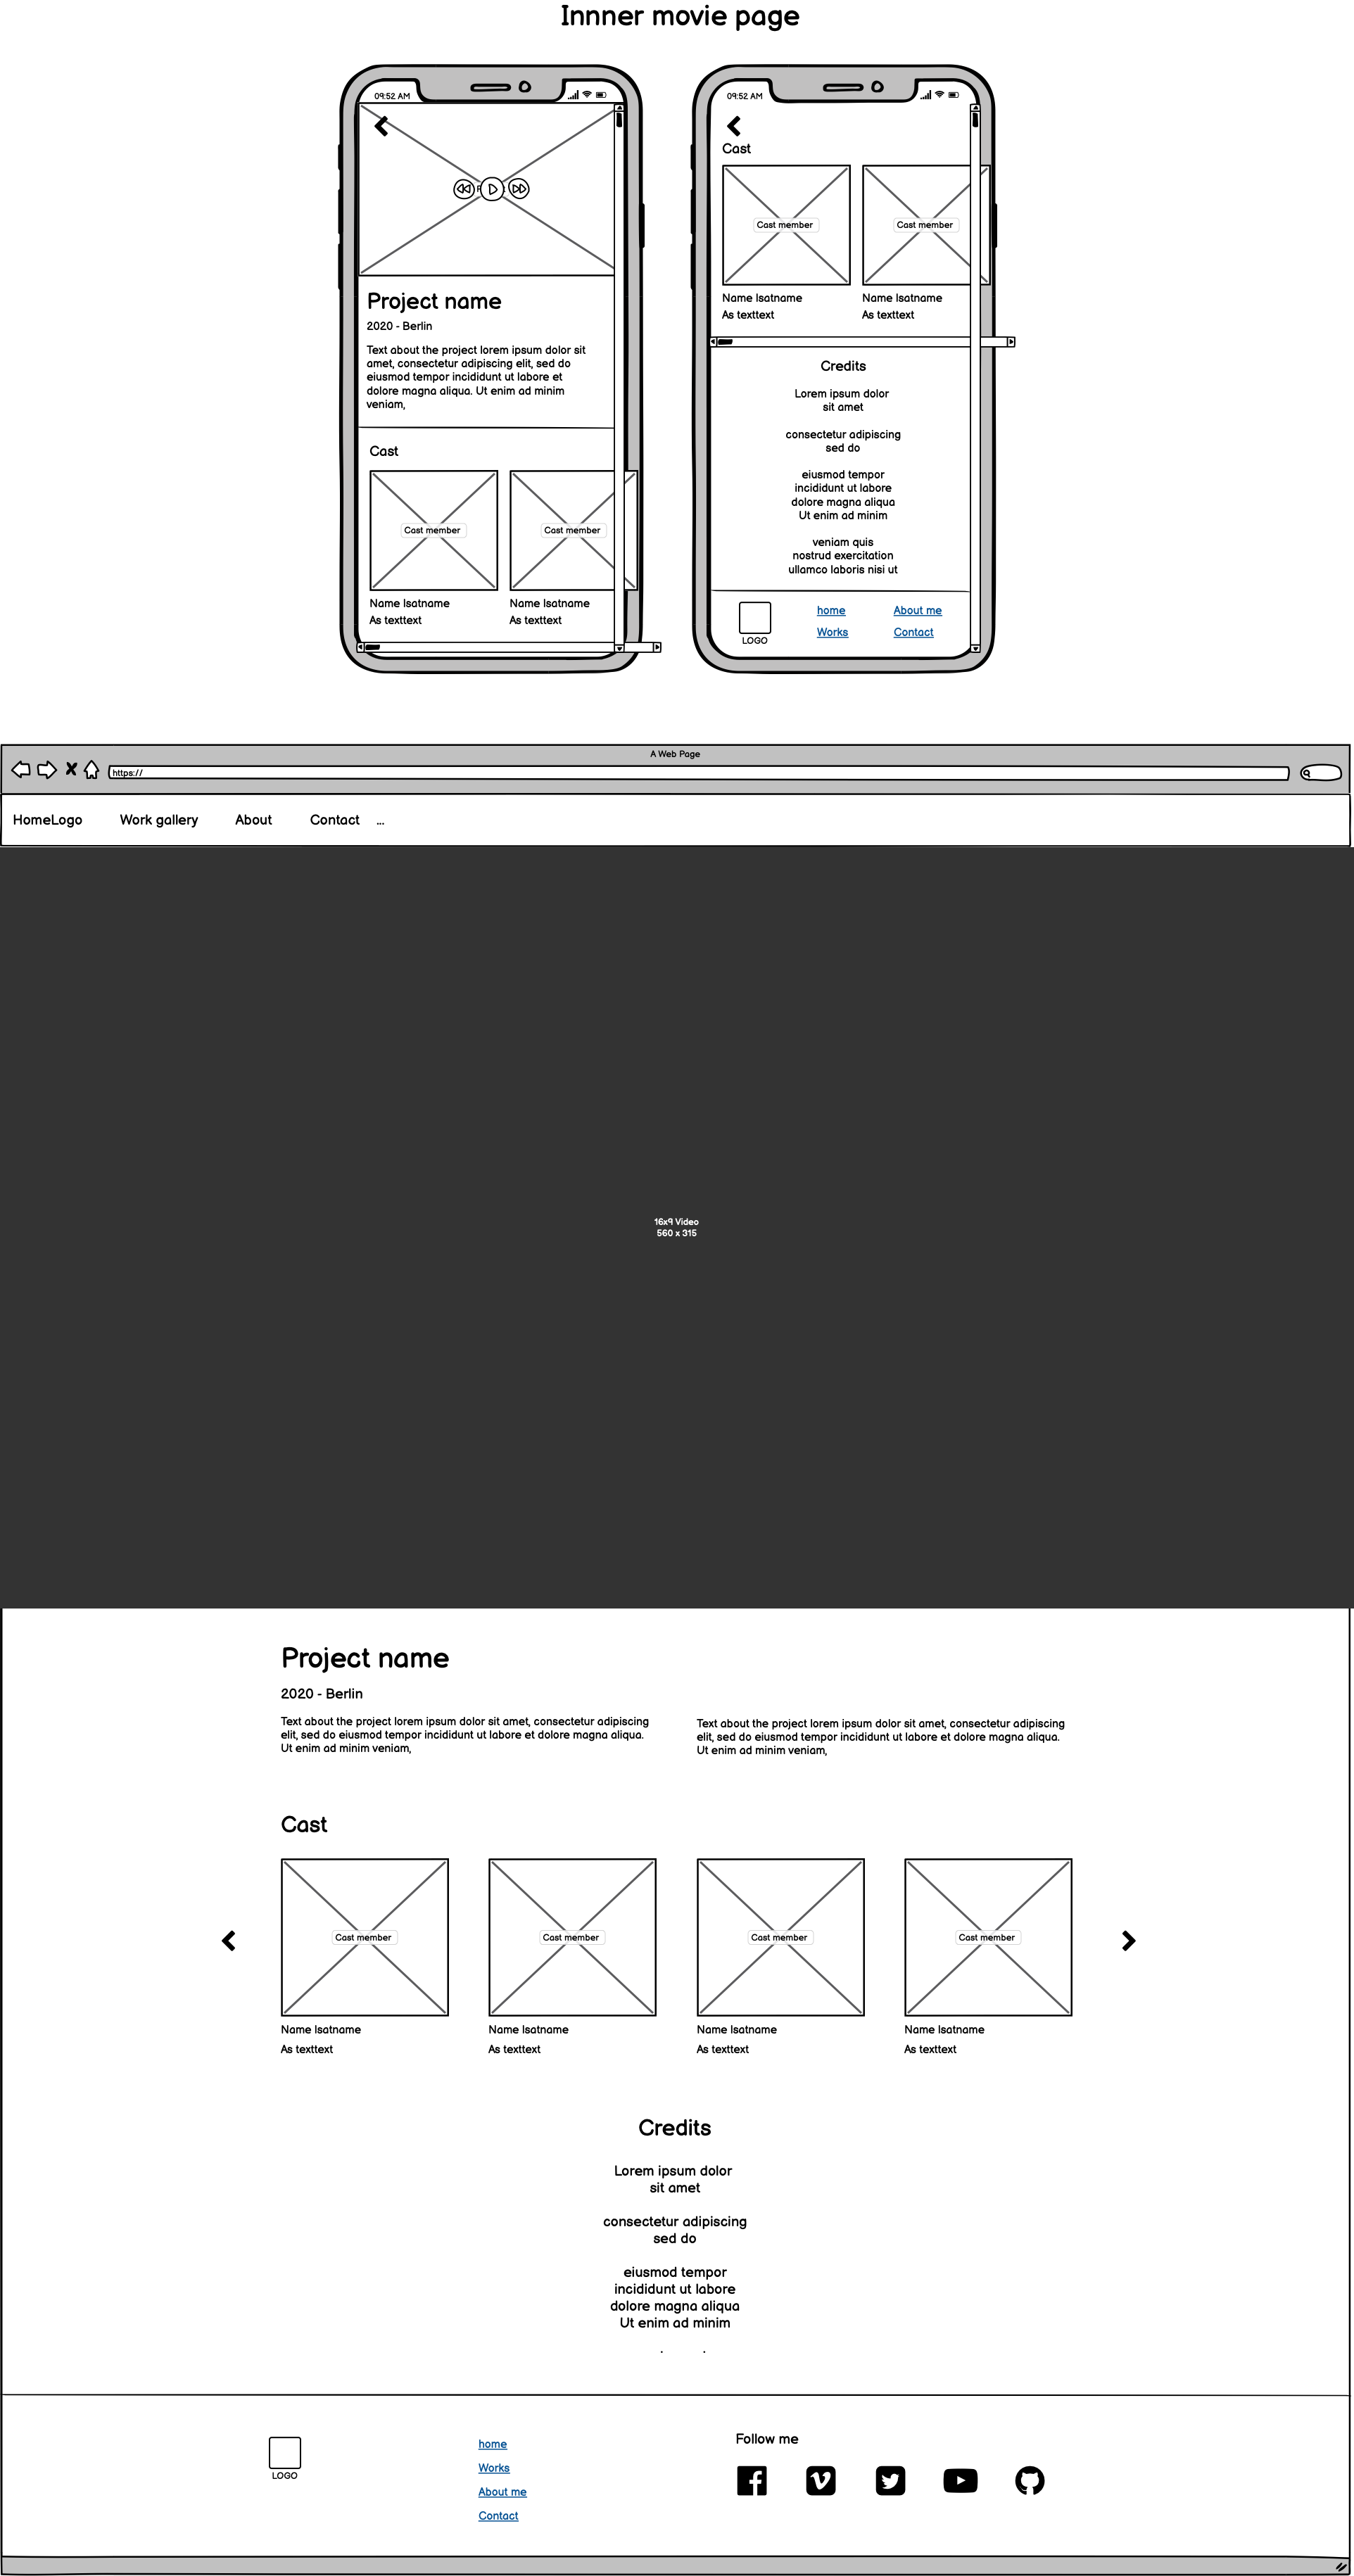 Innner movie page
09:52 AM
Project name
2020 - Berlin
Text about the project lorem ipsum dolor sit
amet, consectetur adipiscing elit, sed do
eiusmod tempor incididunt ut labore et
dolore magna aliqua. Ut enim ad minim
veniam,
Cast
Cast member
Cast member
Name lsatname
Name lsatname
As texttext
As texttext
09:52 AM
Cast
Cast member
Cast member
Name lsatname
Name lsatname
As texttext
As texttext
Credits
Lorem ipsum dolor
sit amet
consectetur adipiscing
sed do
eiusmod tempor
incididunt ut labore
dolore magna aliqua
Ut enim ad minim
veniam quis
nostrud exercitation
ullamco laboris nisi ut
home
About me
Works
Contact
LOGO
A Web Page
https://
HomeLogo
Work gallery
About
Contact
...
16x9 Video
560 x 315
Project name
2020 - Berlin
Text about the project lorem ipsum dolor sit amet, consectetur adipiscing
elit, sed do eiusmod tempor incididunt ut labore et dolore magna aliqua.
Ut enim ad minim veniam,
Text about the project lorem ipsum dolor sit amet, consectetur adipiscing
elit, sed do eiusmod tempor incididunt ut labore et dolore magna aliqua.
Ut enim ad minim veniam,
Cast
Cast member
Cast member
Cast member
Cast member
Name lsatname
Name lsatname
Name lsatname
Name lsatname
As texttext
As texttext
As texttext
As texttext
Credits
Lorem ipsum dolor
sit amet
consectetur adipiscing
sed do
eiusmod tempor
incididunt ut labore
dolore magna aliqua
Ut enim ad minim
LOGO
home
Works
About me
Contact
Follow me